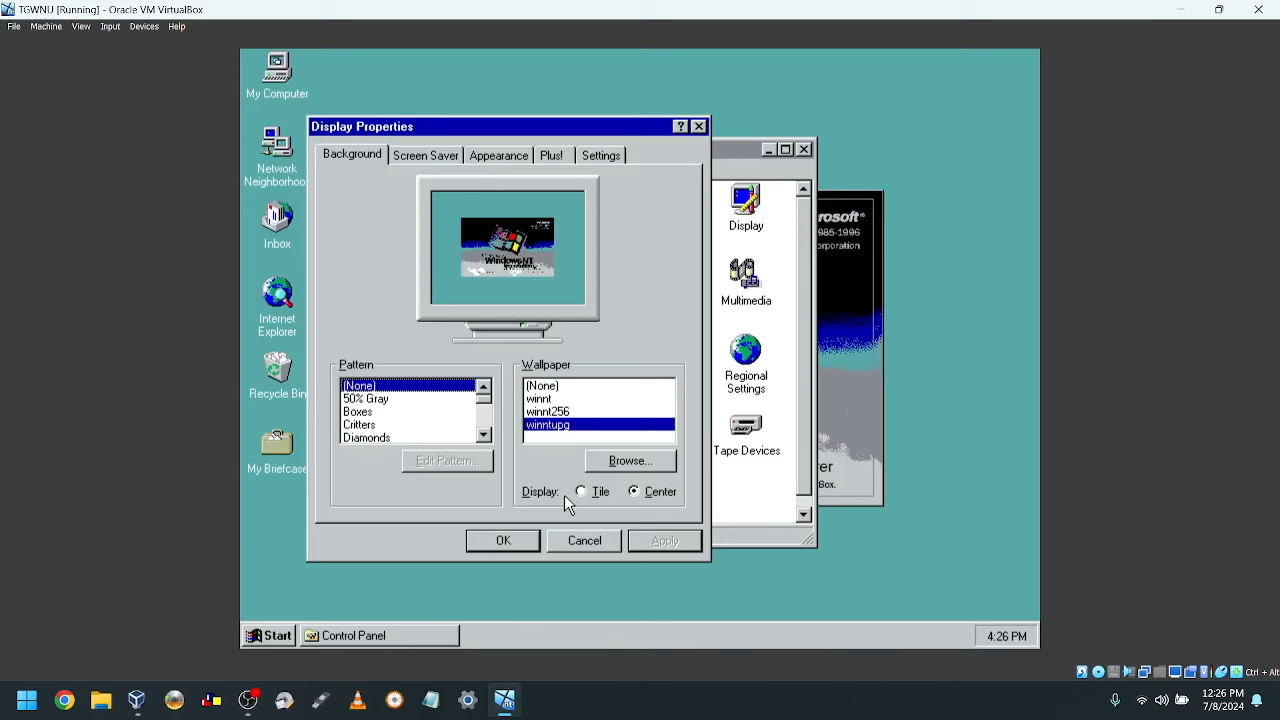 TGWNU [Running] - Oracle VM VirtualBox
File Machine View Input Devices Help
My Computer
Network
Neighborhoo
Inbox
Internet
Explorer
Recycle Bin
My Briefcase
Display Properties
Background Screen Saver Appearance Plus! Settings
Windows NT
Pattern
(None)
50% Gray
Boxes
Critters
Diamonds
Edit Pattern...
Wallpaper
(None)
winnt
winnt256
winntupg
Browse...
Display: Tile Center
OK Cancel Apply
Display
Multimedia
Regional
Settings
Tape Devices
rosoft®
985-1996
orporation
er
Box.
Start Control Panel 4:26 PM
Ctrl + Alt
12:26 PM
7/8/2024